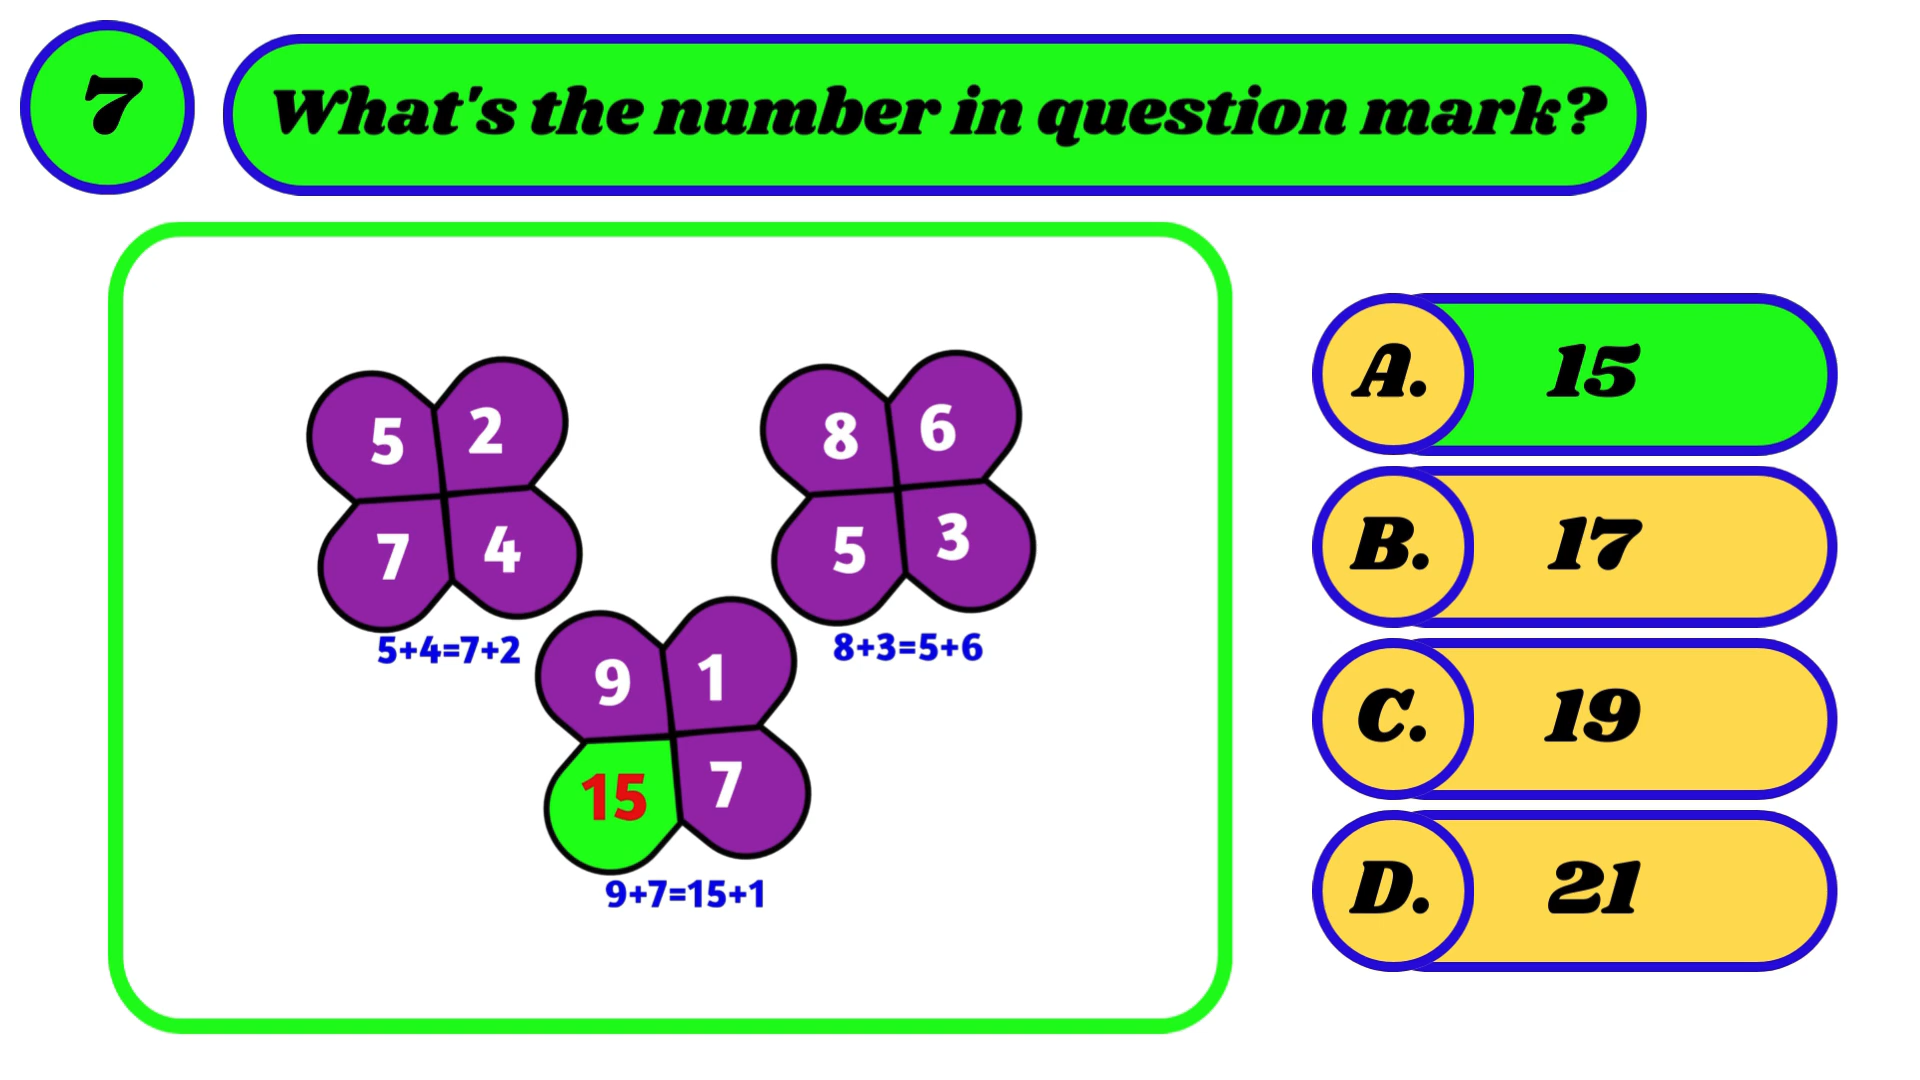 7
What's the number in question mark?
5 2
7 4
5+4=7+2
8 6
5 3
8+3=5+6
9 1
15 7
9+7=15+1
A. 15
B. 17
C. 19
D. 21